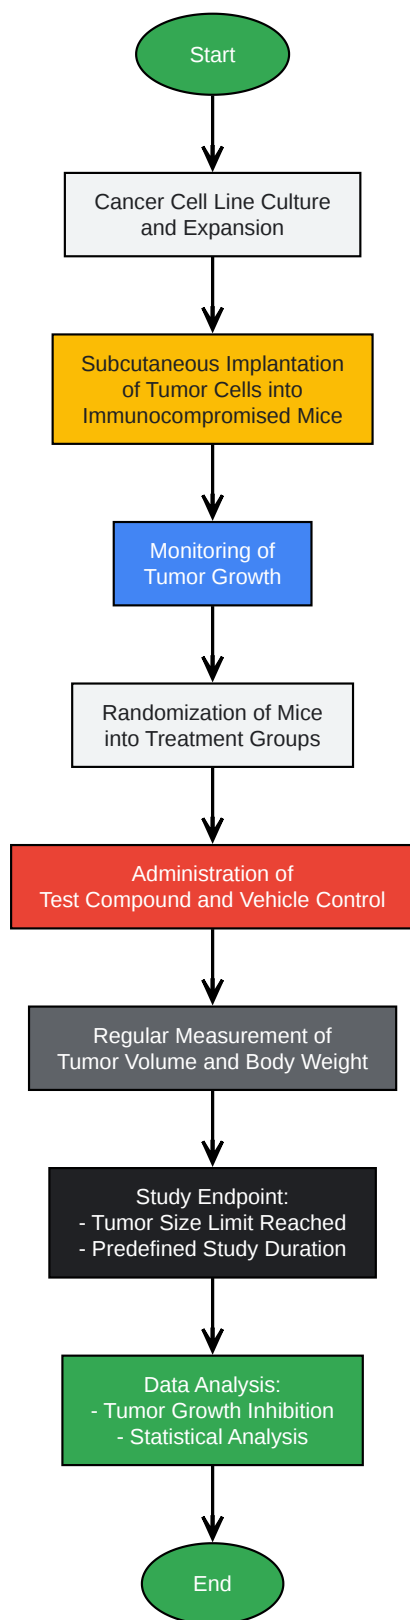 Start
Cancer Cell Line Culture
and Expansion
Subcutaneous Implantation
of Tumor Cells into
Immunocompromised Mice
Monitoring of
Tumor Growth
Randomization of Mice
into Treatment Groups
Administration of
Test Compound and Vehicle Control
Regular Measurement of
Tumor Volume and Body Weight
Study Endpoint:
- Tumor Size Limit Reached
- Predefined Study Duration
Data Analysis:
- Tumor Growth Inhibition
- Statistical Analysis
End